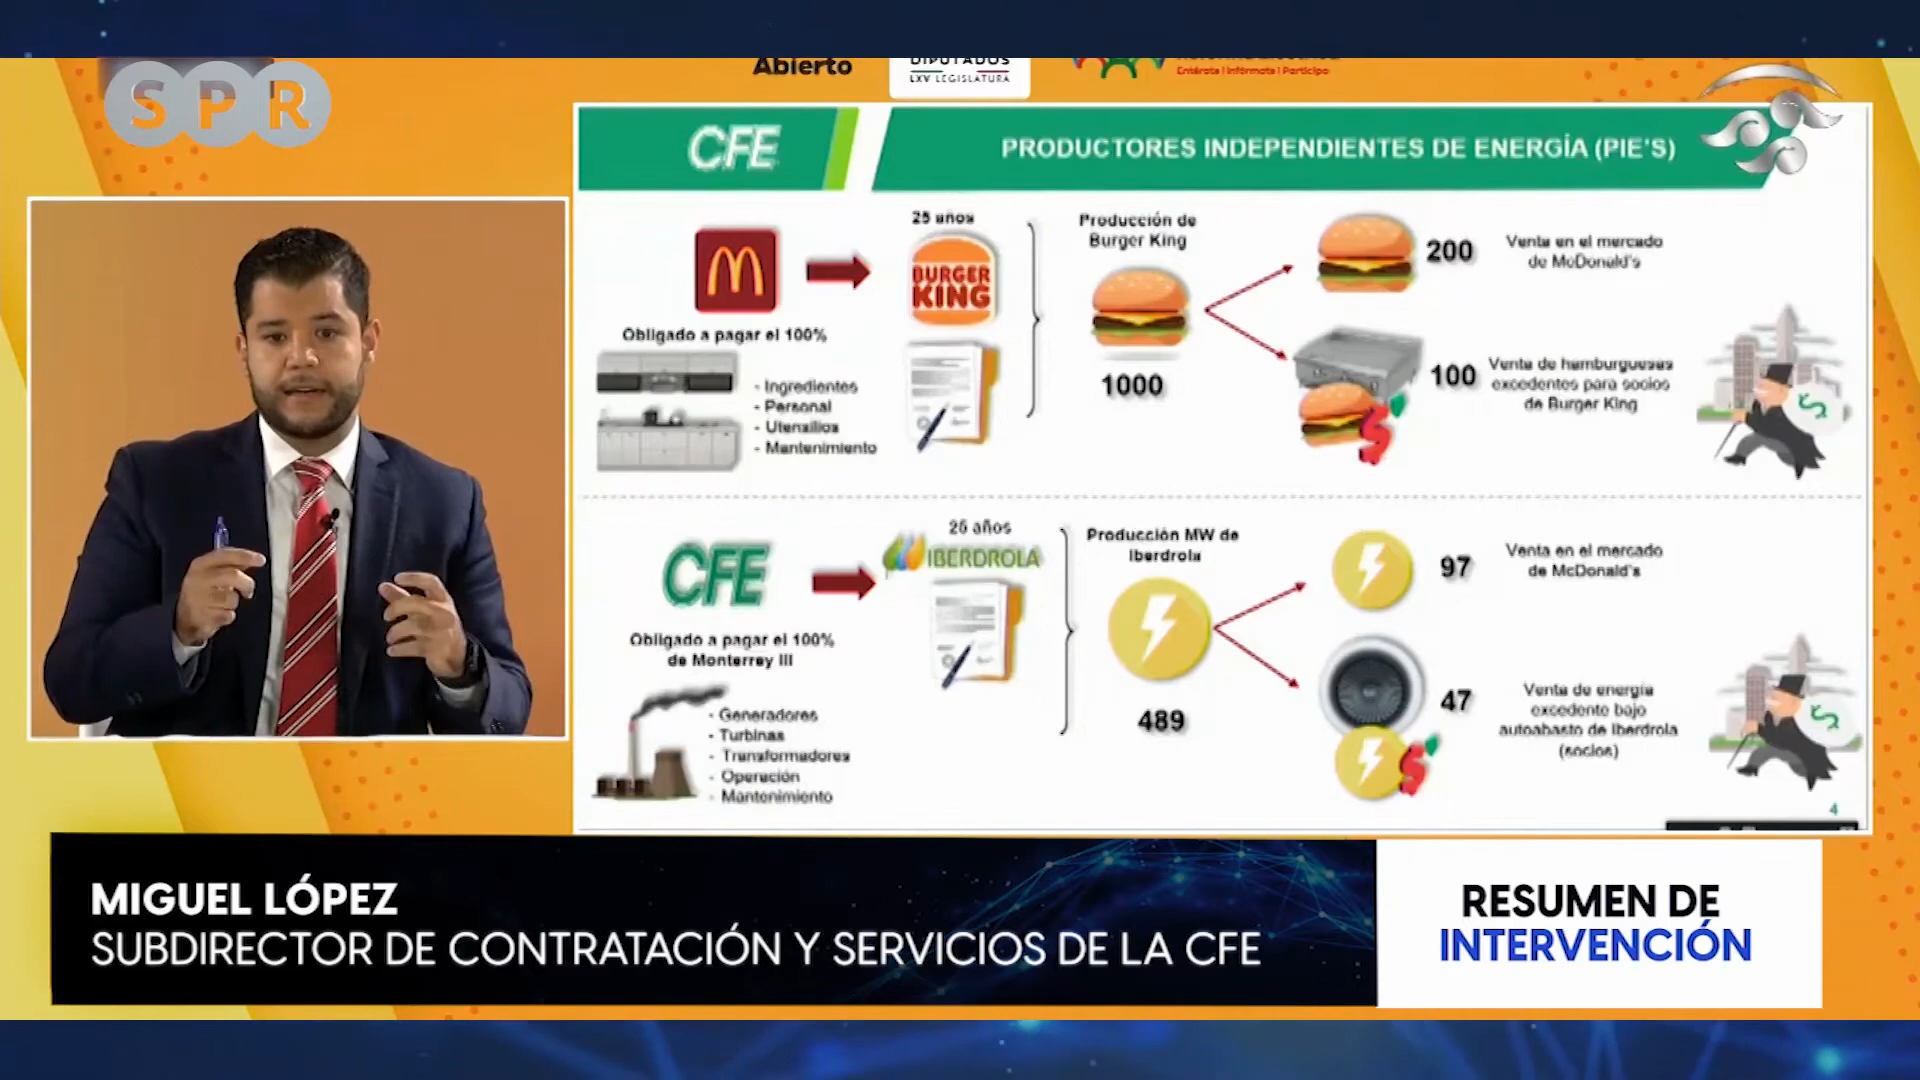 SPR
Abierto
DIPUTADOS
LXV LEGISLATURA
Entérate | Infórmate | Participa
CFE
PRODUCTORES INDEPENDIENTES DE ENERGÍA (PIE'S)
25 años
BURGER
KING
Obligado a pagar el 100%
- Ingredientes
- Personal
- Utensilios
- Mantenimiento
Producción de
Burger King
1000
200
Venta en el mercado
de McDonald's
100
Venta de hamburguesas
excedentes para socios
de Burger King
CFE
25 años
IBERDROLA
Obligado a pagar el 100%
de Monterrey III
- Generadores
- Turbinas
- Transformadores
- Operación
- Mantenimiento
Producción MW de
Iberdrola
489
97
Venta en el mercado
de McDonald's
47
Venta de energía
excedente bajo
autoabasto de Iberdrola
(socios)
4
MIGUEL LÓPEZ
SUBDIRECTOR DE CONTRATACIÓN Y SERVICIOS DE LA CFE
RESUMEN DE
INTERVENCIÓN